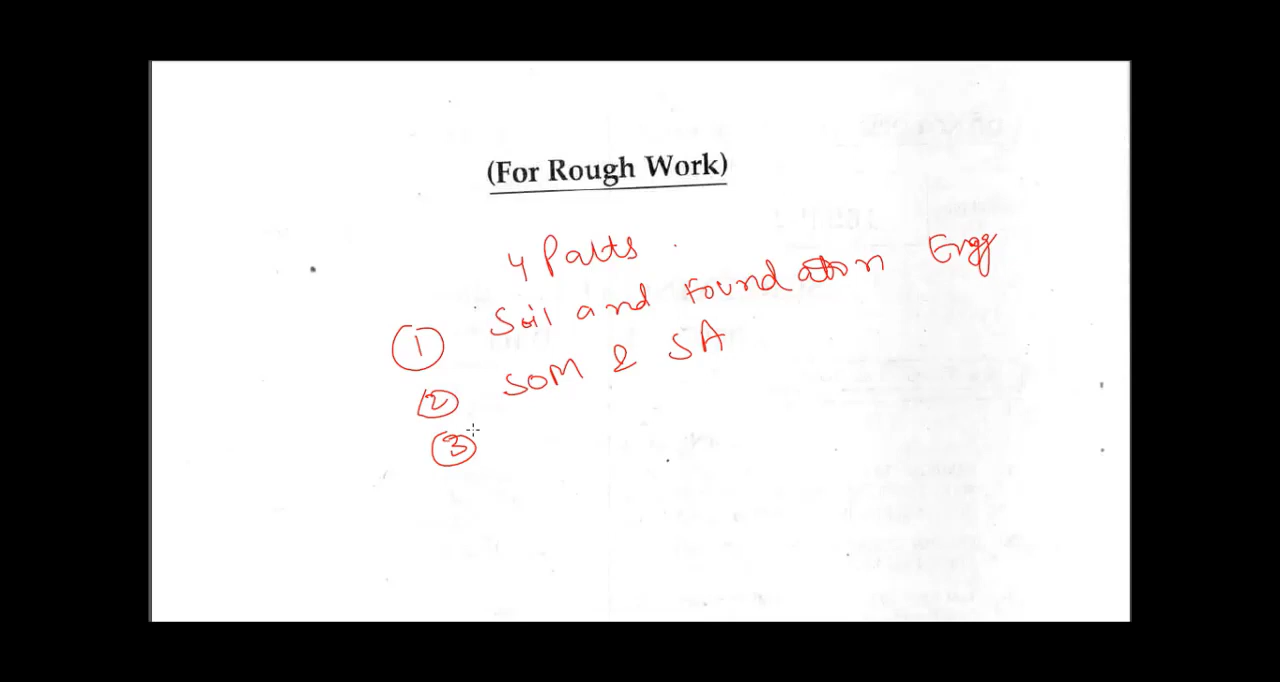 (For Rough Work)
4 Parts
① Soil and Foundation Engg
② SOM & SA
③